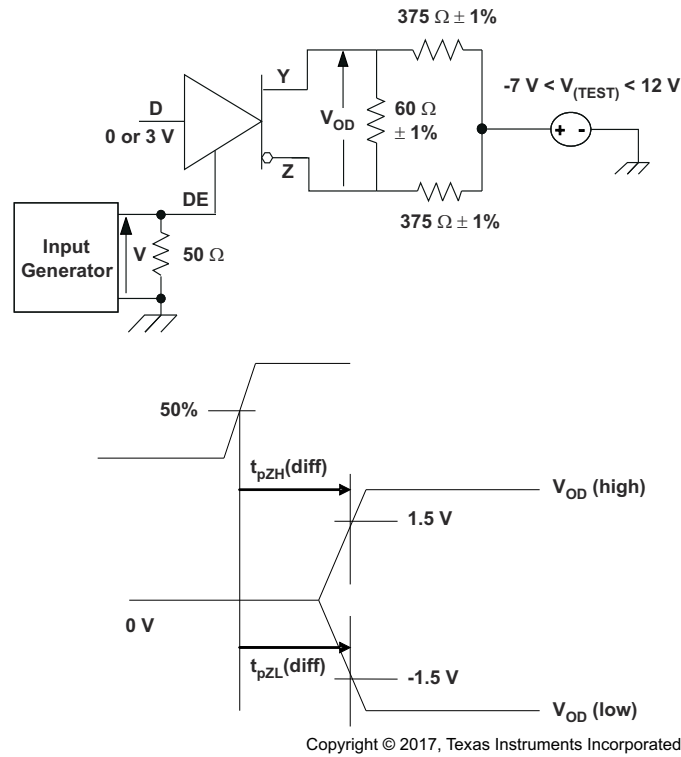 375 Ω ± 1%
Y
-7 V < V(TEST) < 12 V
D
0 or 3 V
VOD
60 Ω
± 1%
Z
DE
375 Ω ± 1%
Input
Generator
V
50 Ω
50%
tpZH(diff)
VOD (high)
1.5 V
0 V
tpZL(diff)
-1.5 V
VOD (low)
Copyright © 2017, Texas Instruments Incorporated